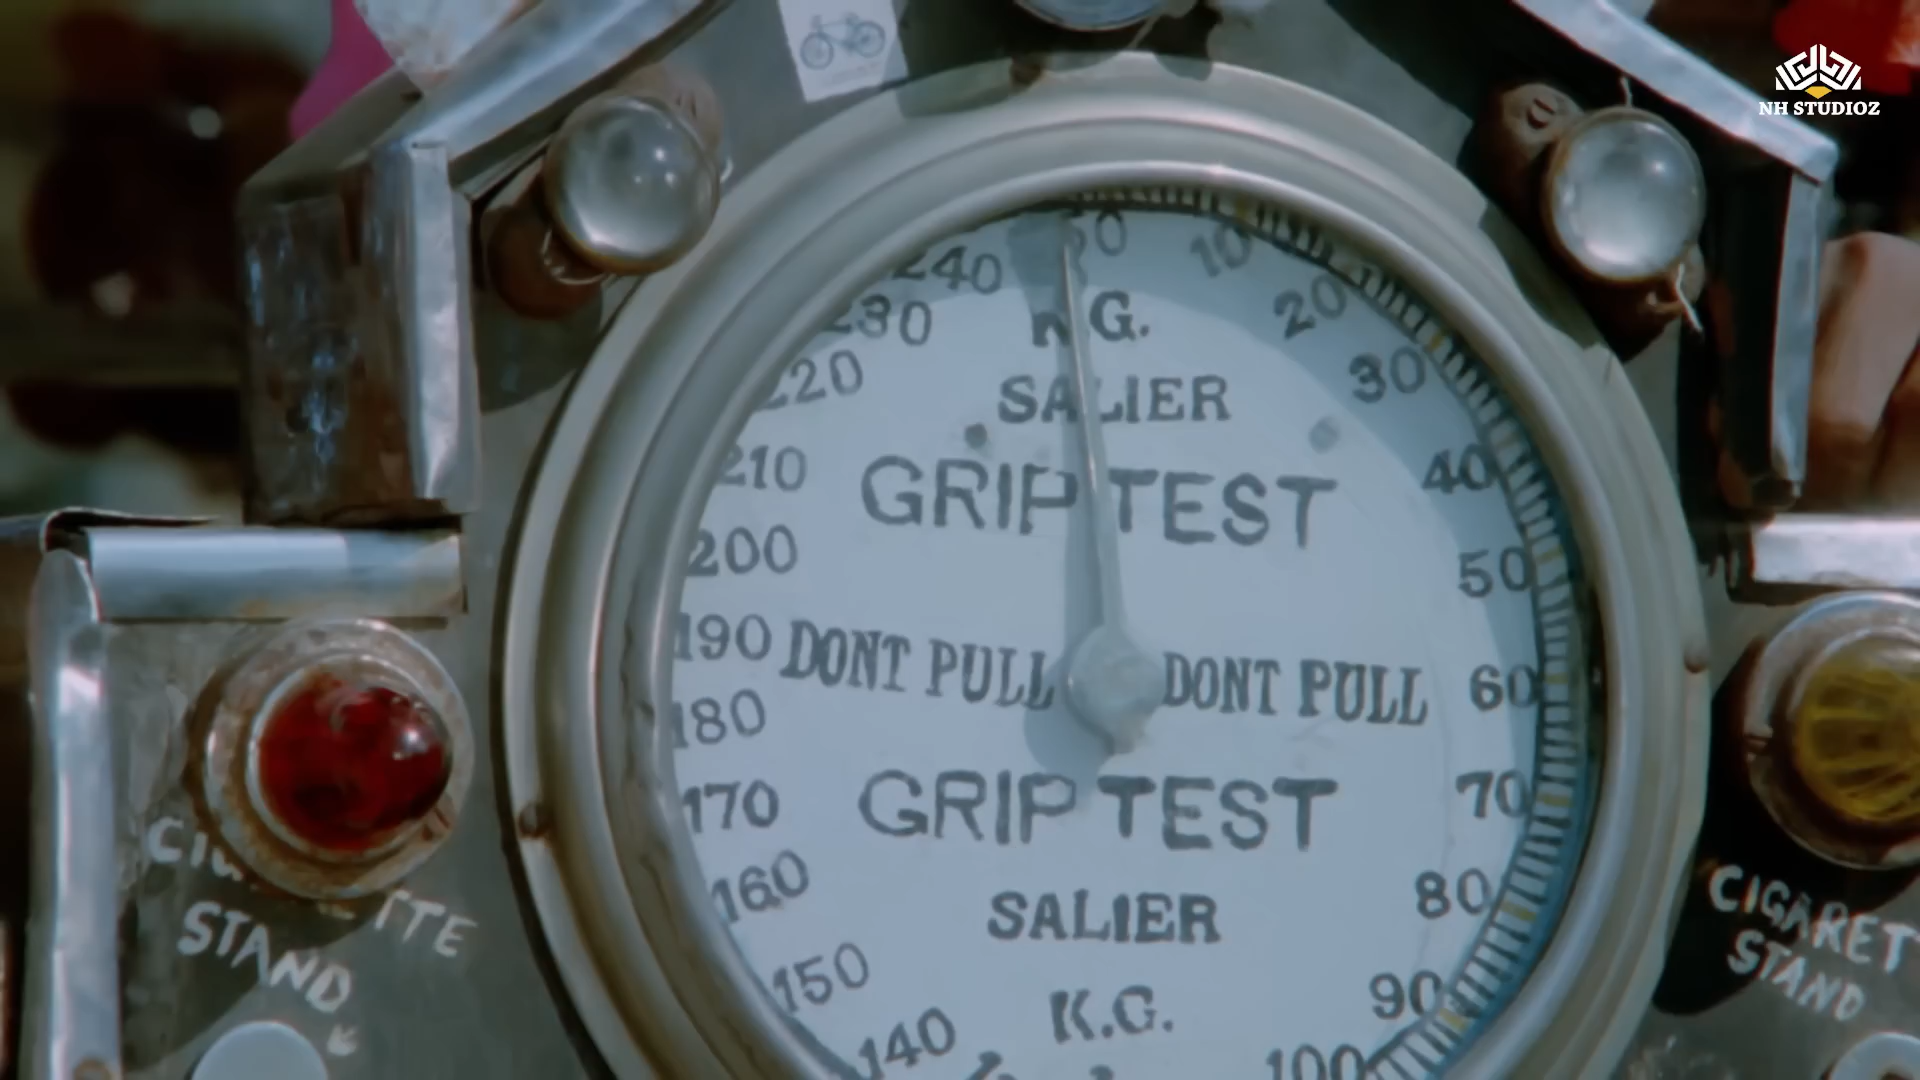 NH STUDIOZ
240 0 10
230 20
220 30
210 40
200 50
190 60
180 70
170 80
160 90
150 100
140
G.
SALIER
GRIP TEST
DONT PULL DONT PULL
GRIP TEST
SALIER
K.G.
STAND
CIGARET
STAND